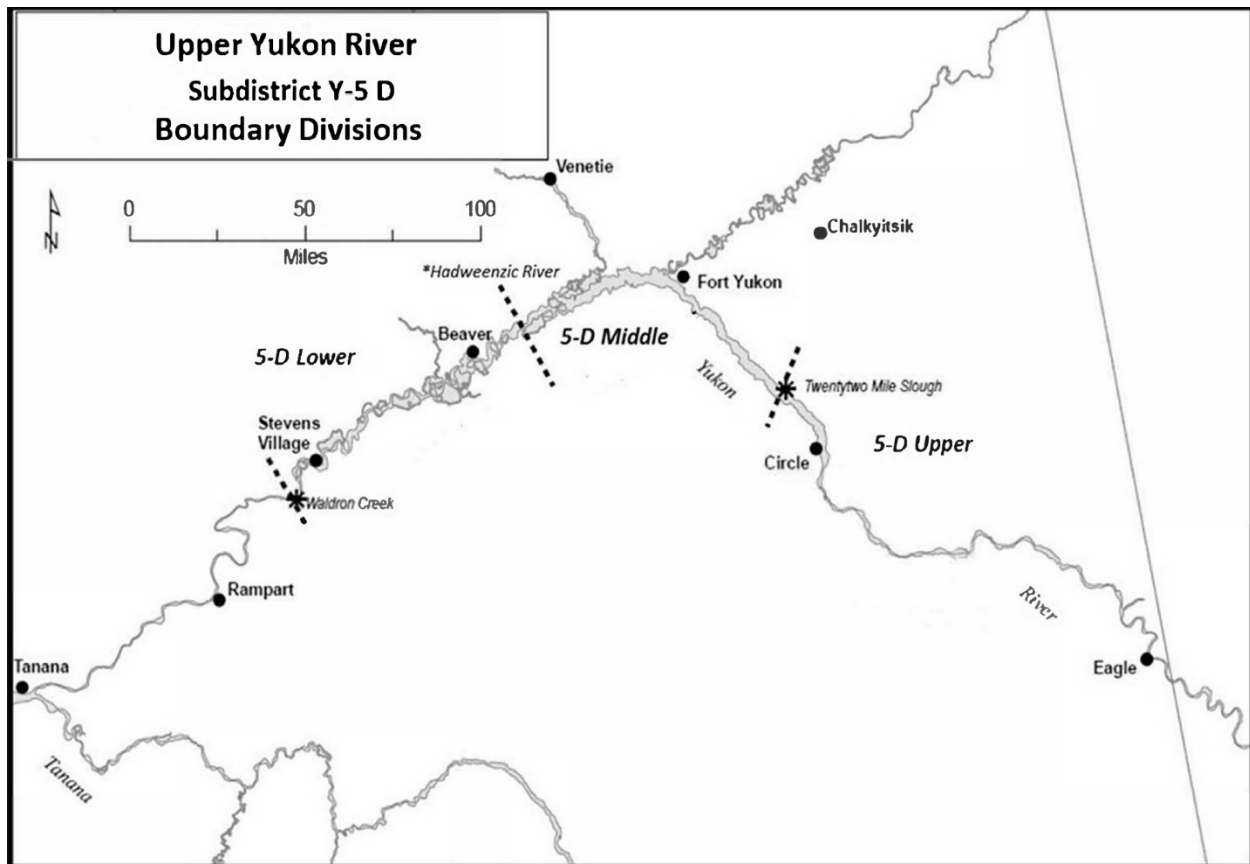 Upper Yukon River
Subdistrict Y-5 D
Boundary Divisions
Venetie
N
0 50 100
Miles
Chalkyitsik
*Hadweenzic River
Fort Yukon
Beaver
5-D Middle
5-D Lower
Yukon
Twentytwo Mile Slough
Stevens
Village
5-D Upper
Circle
Waldron Creek
Rampart
River
Tanana
Eagle
Tanana